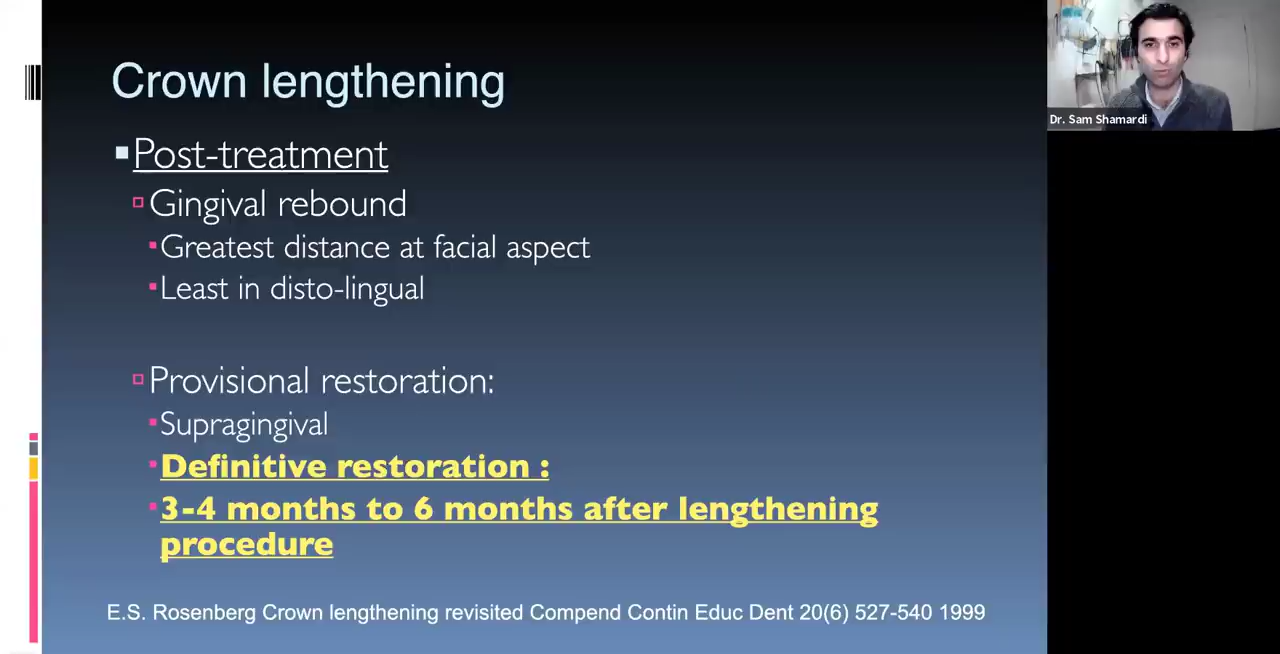 Crown lengthening
Dr. Sam Shamardi
Post-treatment
Gingival rebound
Greatest distance at facial aspect
Least in disto-lingual
Provisional restoration:
Supragingival
Definitive restoration :
3-4 months to 6 months after lengthening
procedure
E.S. Rosenberg Crown lengthening revisited Compend Contin Educ Dent 20(6) 527-540 1999